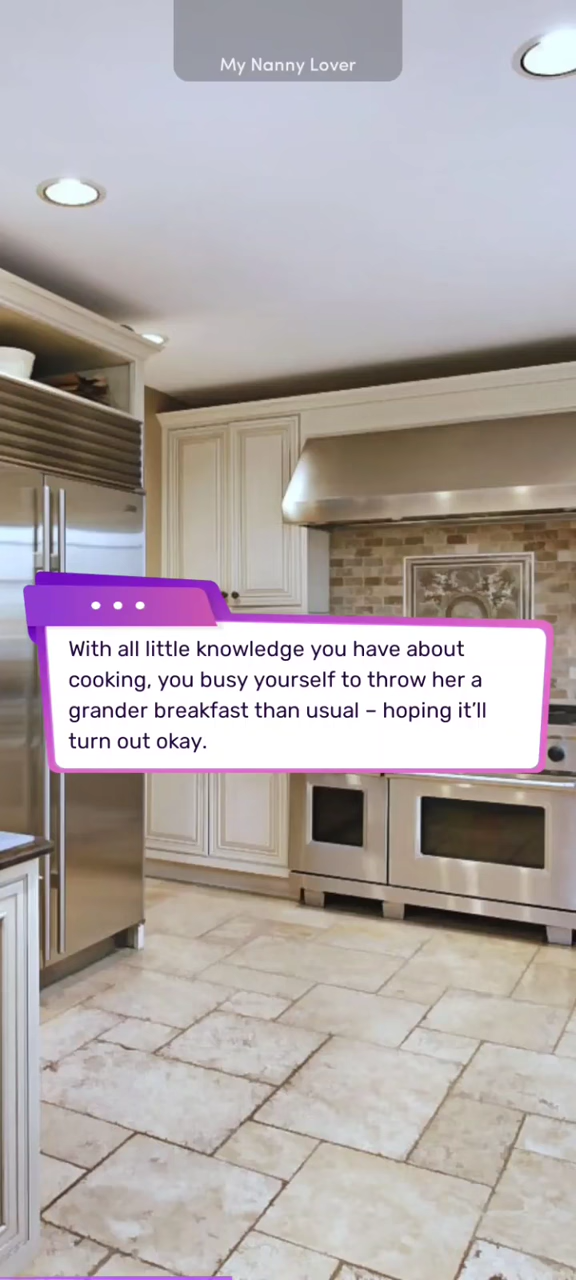 My Nanny Lover
With all little knowledge you have about
cooking, you busy yourself to throw her a
grander breakfast than usual – hoping it’ll
turn out okay.